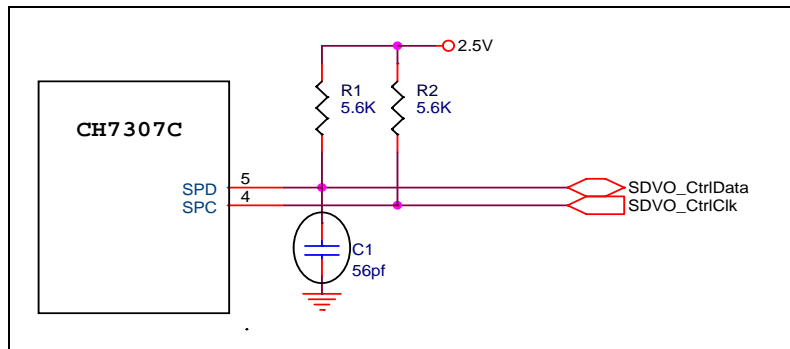 2.5V
R1
5.6K
R2
5.6K
CH7307C
SPD
5
SDVO_CtrlData
SPC
4
SDVO_CtrlClk
C1
56pf